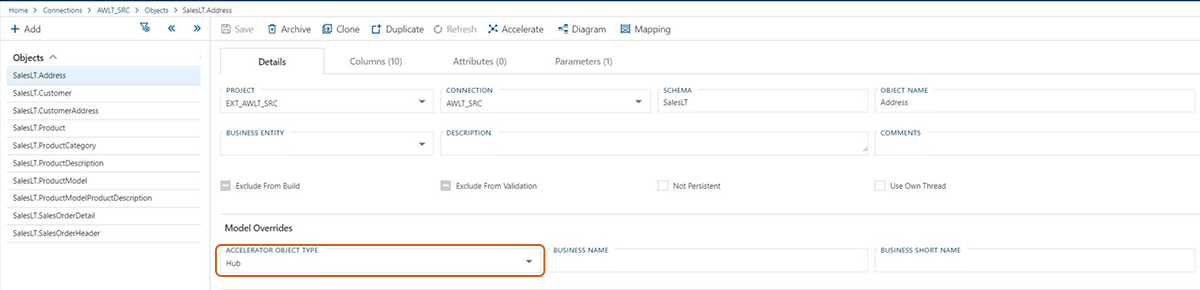 Home > Connections > AWLT_SRC > Objects > SalesLT.Address
+ Add
Save Archive Clone Duplicate Refresh Accelerate Diagram Mapping
Objects
SalesLT.Address
SalesLT.Customer
SalesLT.CustomerAddress
SalesLT.Product
SalesLT.ProductCategory
SalesLT.ProductDescription
SalesLT.ProductModel
SalesLT.ProductModelProductDescription
SalesLT.SalesOrderDetail
SalesLT.SalesOrderHeader
Details Columns (10) Attributes (0) Parameters (1)
PROJECT CONNECTION SCHEMA OBJECT NAME
EXT_AWLT_SRC AWLT_SRC SalesLT Address
BUSINESS ENTITY DESCRIPTION COMMENTS
Exclude From Build Exclude From Validation Not Persistent Use Own Thread
Model Overrides
ACCELERATOR OBJECT TYPE BUSINESS NAME BUSINESS SHORT NAME
Hub